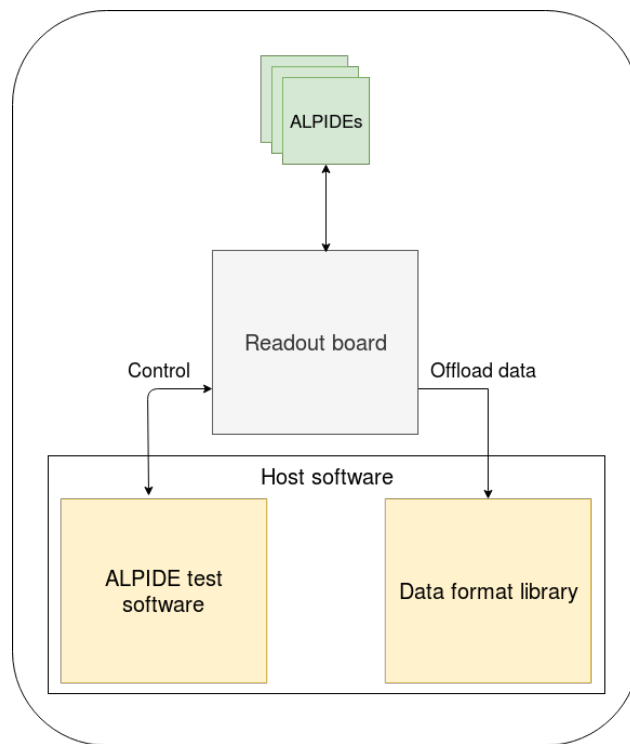 ALPIDEs
Readout board
Control
Offload data
Host software
ALPIDE test
software
Data format library